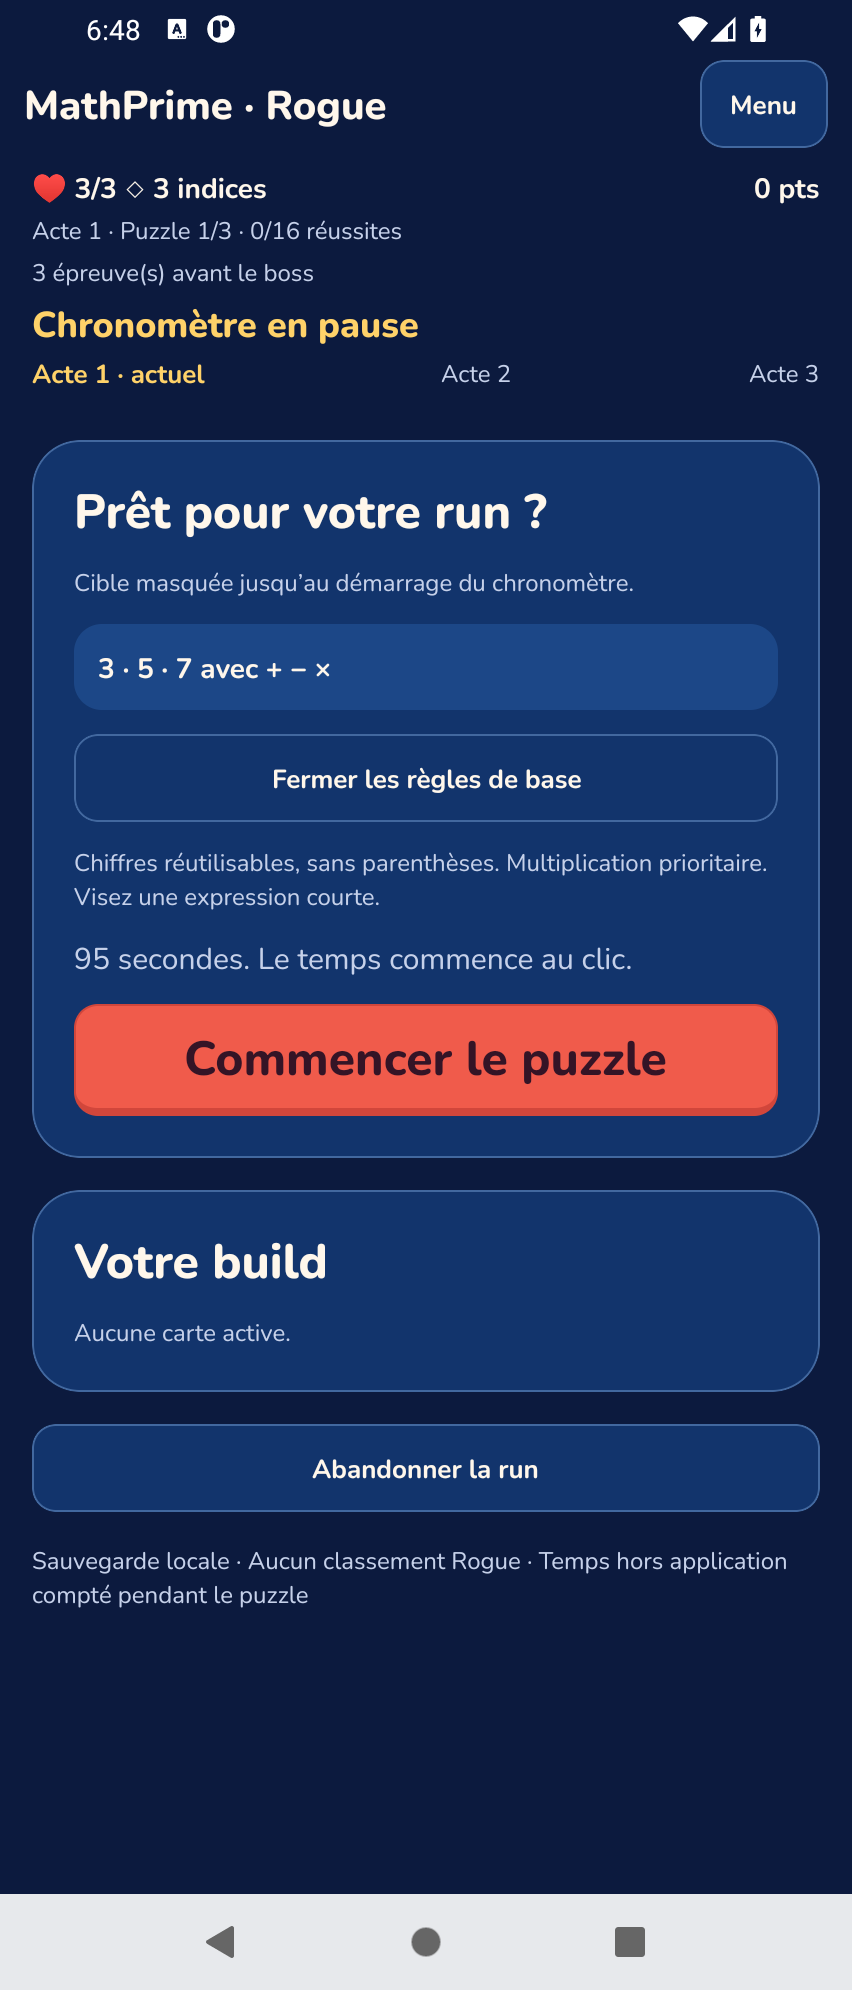 6:48
MathPrime · Rogue
Menu
❤️ 3/3 ◇ 3 indices
0 pts
Acte 1 · Puzzle 1/3 · 0/16 réussites
3 épreuve(s) avant le boss
Chronomètre en pause
Acte 1 · actuel
Acte 2
Acte 3
Prêt pour votre run ?
Cible masquée jusqu’au démarrage du chronomètre.
3 · 5 · 7 avec + − ×
Fermer les règles de base
Chiffres réutilisables, sans parenthèses. Multiplication prioritaire.
Visez une expression courte.
95 secondes. Le temps commence au clic.
Commencer le puzzle
Votre build
Aucune carte active.
Abandonner la run
Sauvegarde locale · Aucun classement Rogue · Temps hors application
compté pendant le puzzle